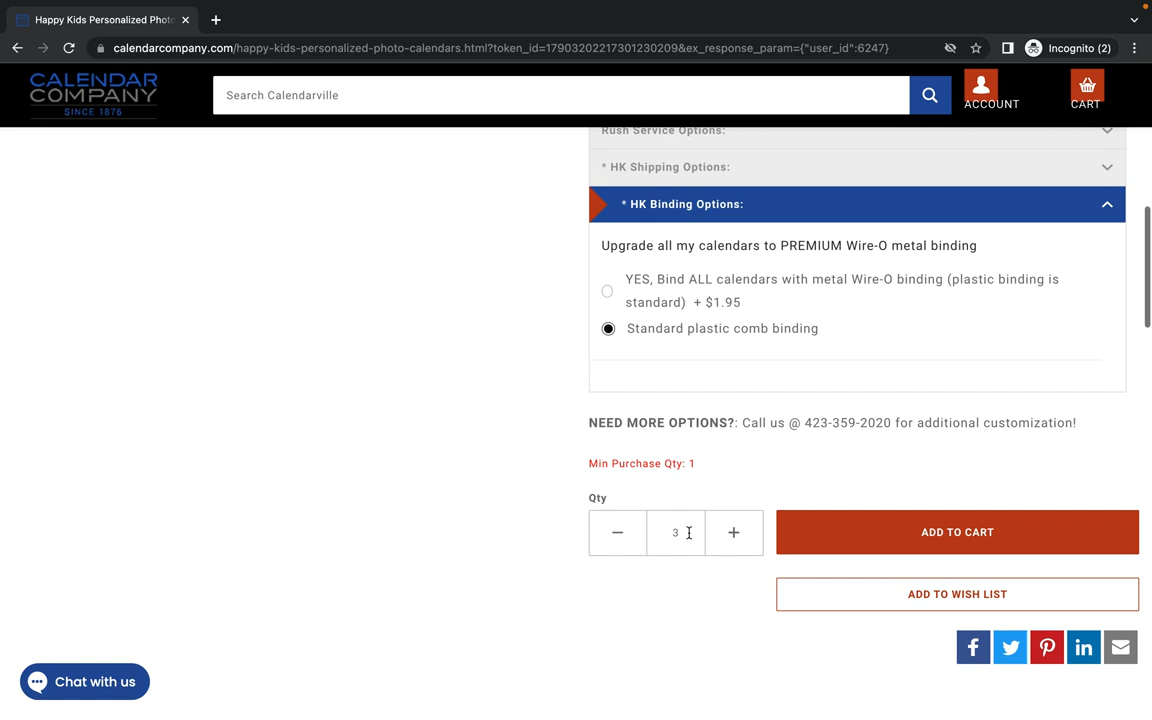 Happy Kids Personalized Photo
calendarcompany.com/happy-kids-personalized-photo-calendars.html?token_id=17903202217301230209&ex_response_param={"user_id":6247}
Incognito (2)
CALENDAR
COMPANY
SINCE 1876
Search Calendarville
ACCOUNT
CART
Rush Service Options:
* HK Shipping Options:
* HK Binding Options:
Upgrade all my calendars to PREMIUM Wire-O metal binding
YES, Bind ALL calendars with metal Wire-O binding (plastic binding is
standard) + $1.95
Standard plastic comb binding
NEED MORE OPTIONS?: Call us @ 423-359-2020 for additional customization!
Min Purchase Qty: 1
Qty
− 3 +
ADD TO CART
ADD TO WISH LIST
Chat with us